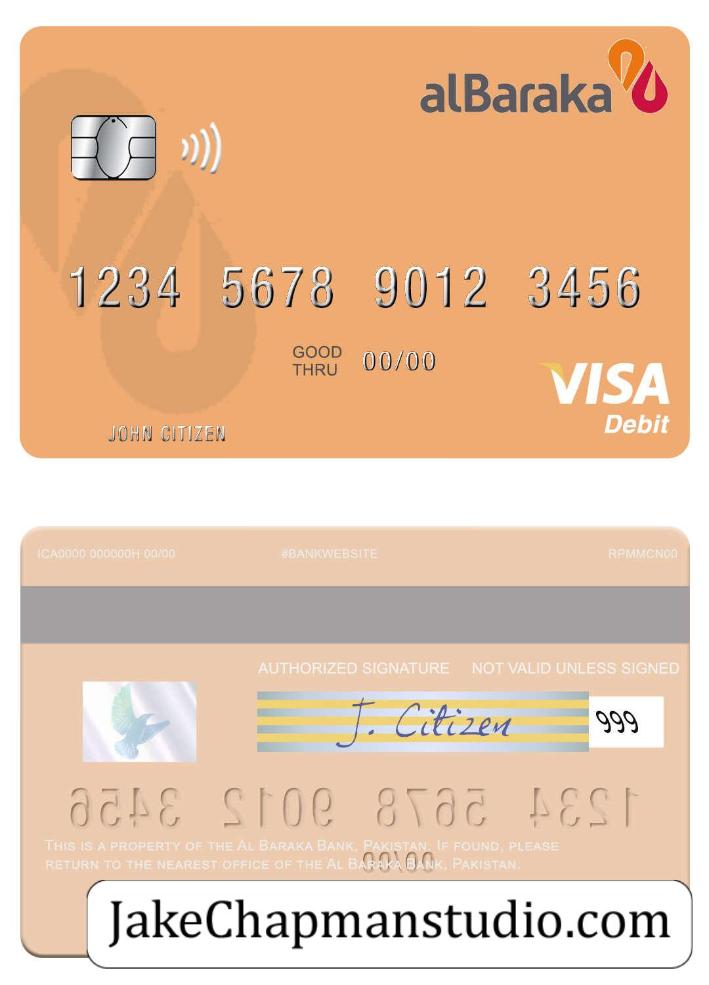 alBaraka
1234 5678 9012 3456
GOOD
THRU 00/00
VISA
Debit
JOHN CITIZEN
ICA0000 000000H 00/00 #BANKWEBSITE RPMMCN00
AUTHORIZED SIGNATURE NOT VALID UNLESS SIGNED
J. Citizen 999
1234 5678 9012 3456
THIS IS A PROPERTY OF THE AL BARAKA BANK, PAKISTAN. IF FOUND, PLEASE
00/00
RETURN TO THE NEAREST OFFICE OF THE AL BARAKA BANK, PAKISTAN.
JakeChapmanstudio.com